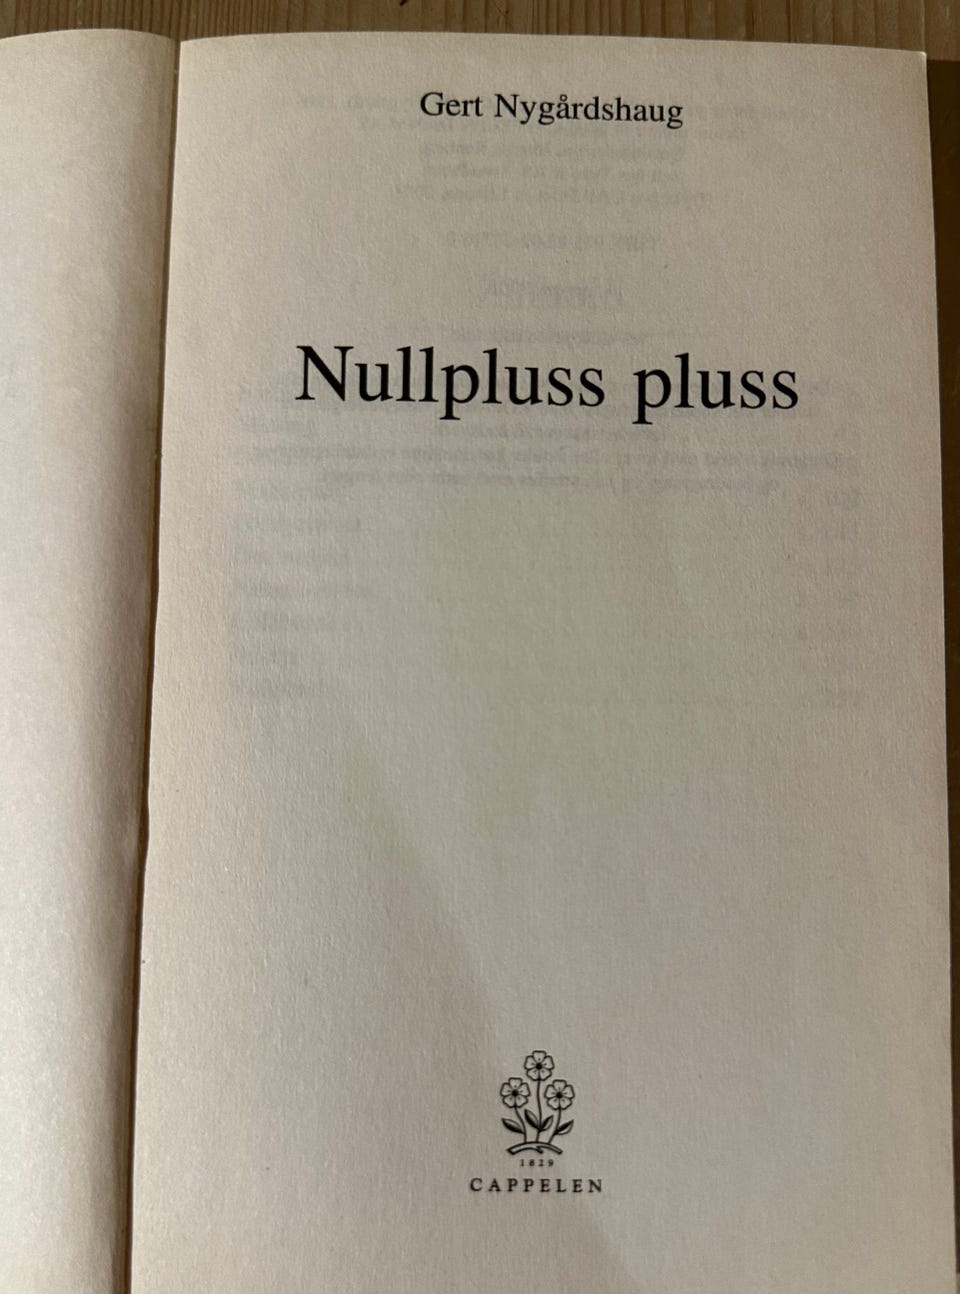 Gert Nygårdshaug
Nullpluss pluss
1829
CAPPELEN